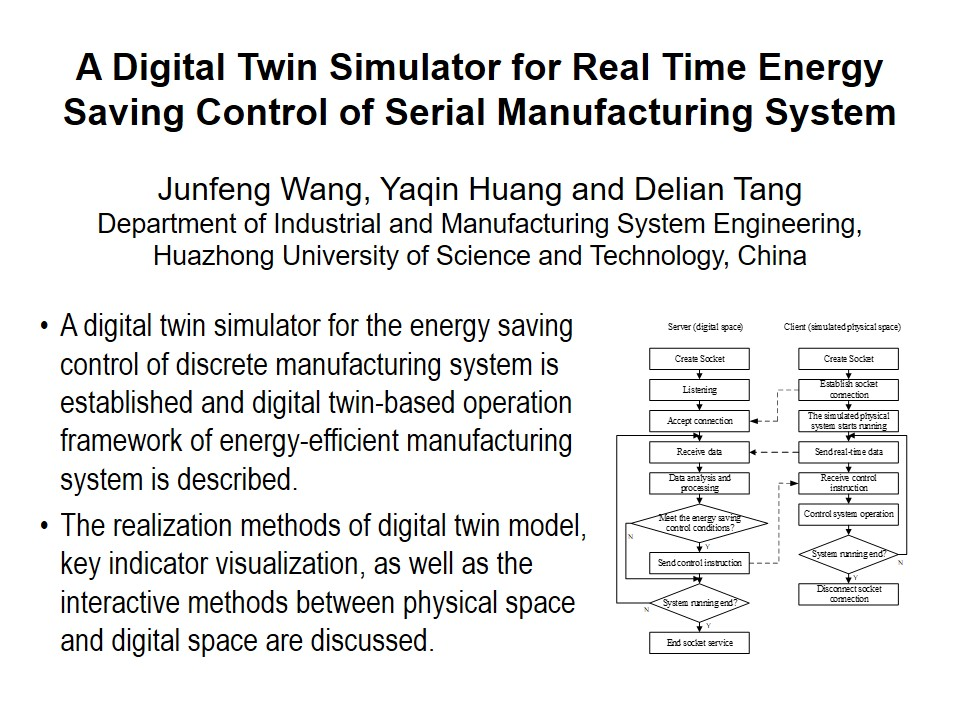 A Digital Twin Simulator for Real Time Energy
Saving Control of Serial Manufacturing System
Junfeng Wang, Yaqin Huang and Delian Tang
Department of Industrial and Manufacturing System Engineering,
Huazhong University of Science and Technology, China
• A digital twin simulator for the energy saving
control of discrete manufacturing system is
established and digital twin-based operation
framework of energy-efficient manufacturing
system is described.
• The realization methods of digital twin model,
key indicator visualization, as well as the
interactive methods between physical space
and digital space are discussed.
Server (digital space)
Create Socket
Listening
Accept connection
Receive data
Data analysis and
processing
Meet the energy saving
control conditions?
N
Y
Send control instruction
System running end?
N
Y
End socket service
Client (simulated physical space)
Create Socket
Establish socket
connection
The simulated physical
system starts running
Send real-time data
Receive control
instruction
Control system operation
System running end?
N
Y
Disconnect socket
connection